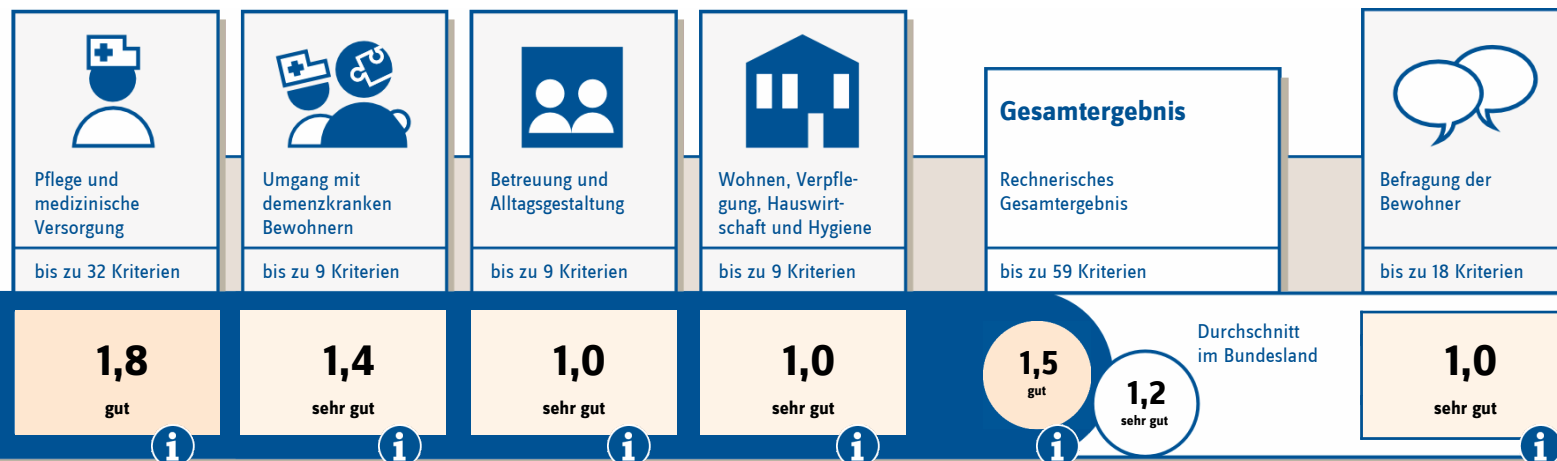 Pflege und
medizinische
Versorgung
bis zu 32 Kriterien
1,8
gut
Umgang mit
demenzkranken
Bewohnern
bis zu 9 Kriterien
1,4
sehr gut
Betreuung und
Alltagsgestaltung
bis zu 9 Kriterien
1,0
sehr gut
Wohnen, Verpfle-
gung, Hauswirt-
schaft und Hygiene
bis zu 9 Kriterien
1,0
sehr gut
Gesamtergebnis
Rechnerisches
Gesamtergebnis
bis zu 59 Kriterien
1,5
gut
1,2
sehr gut
Durchschnitt
im Bundesland
Befragung der
Bewohner
bis zu 18 Kriterien
1,0
sehr gut
i
i
i
i
i
i